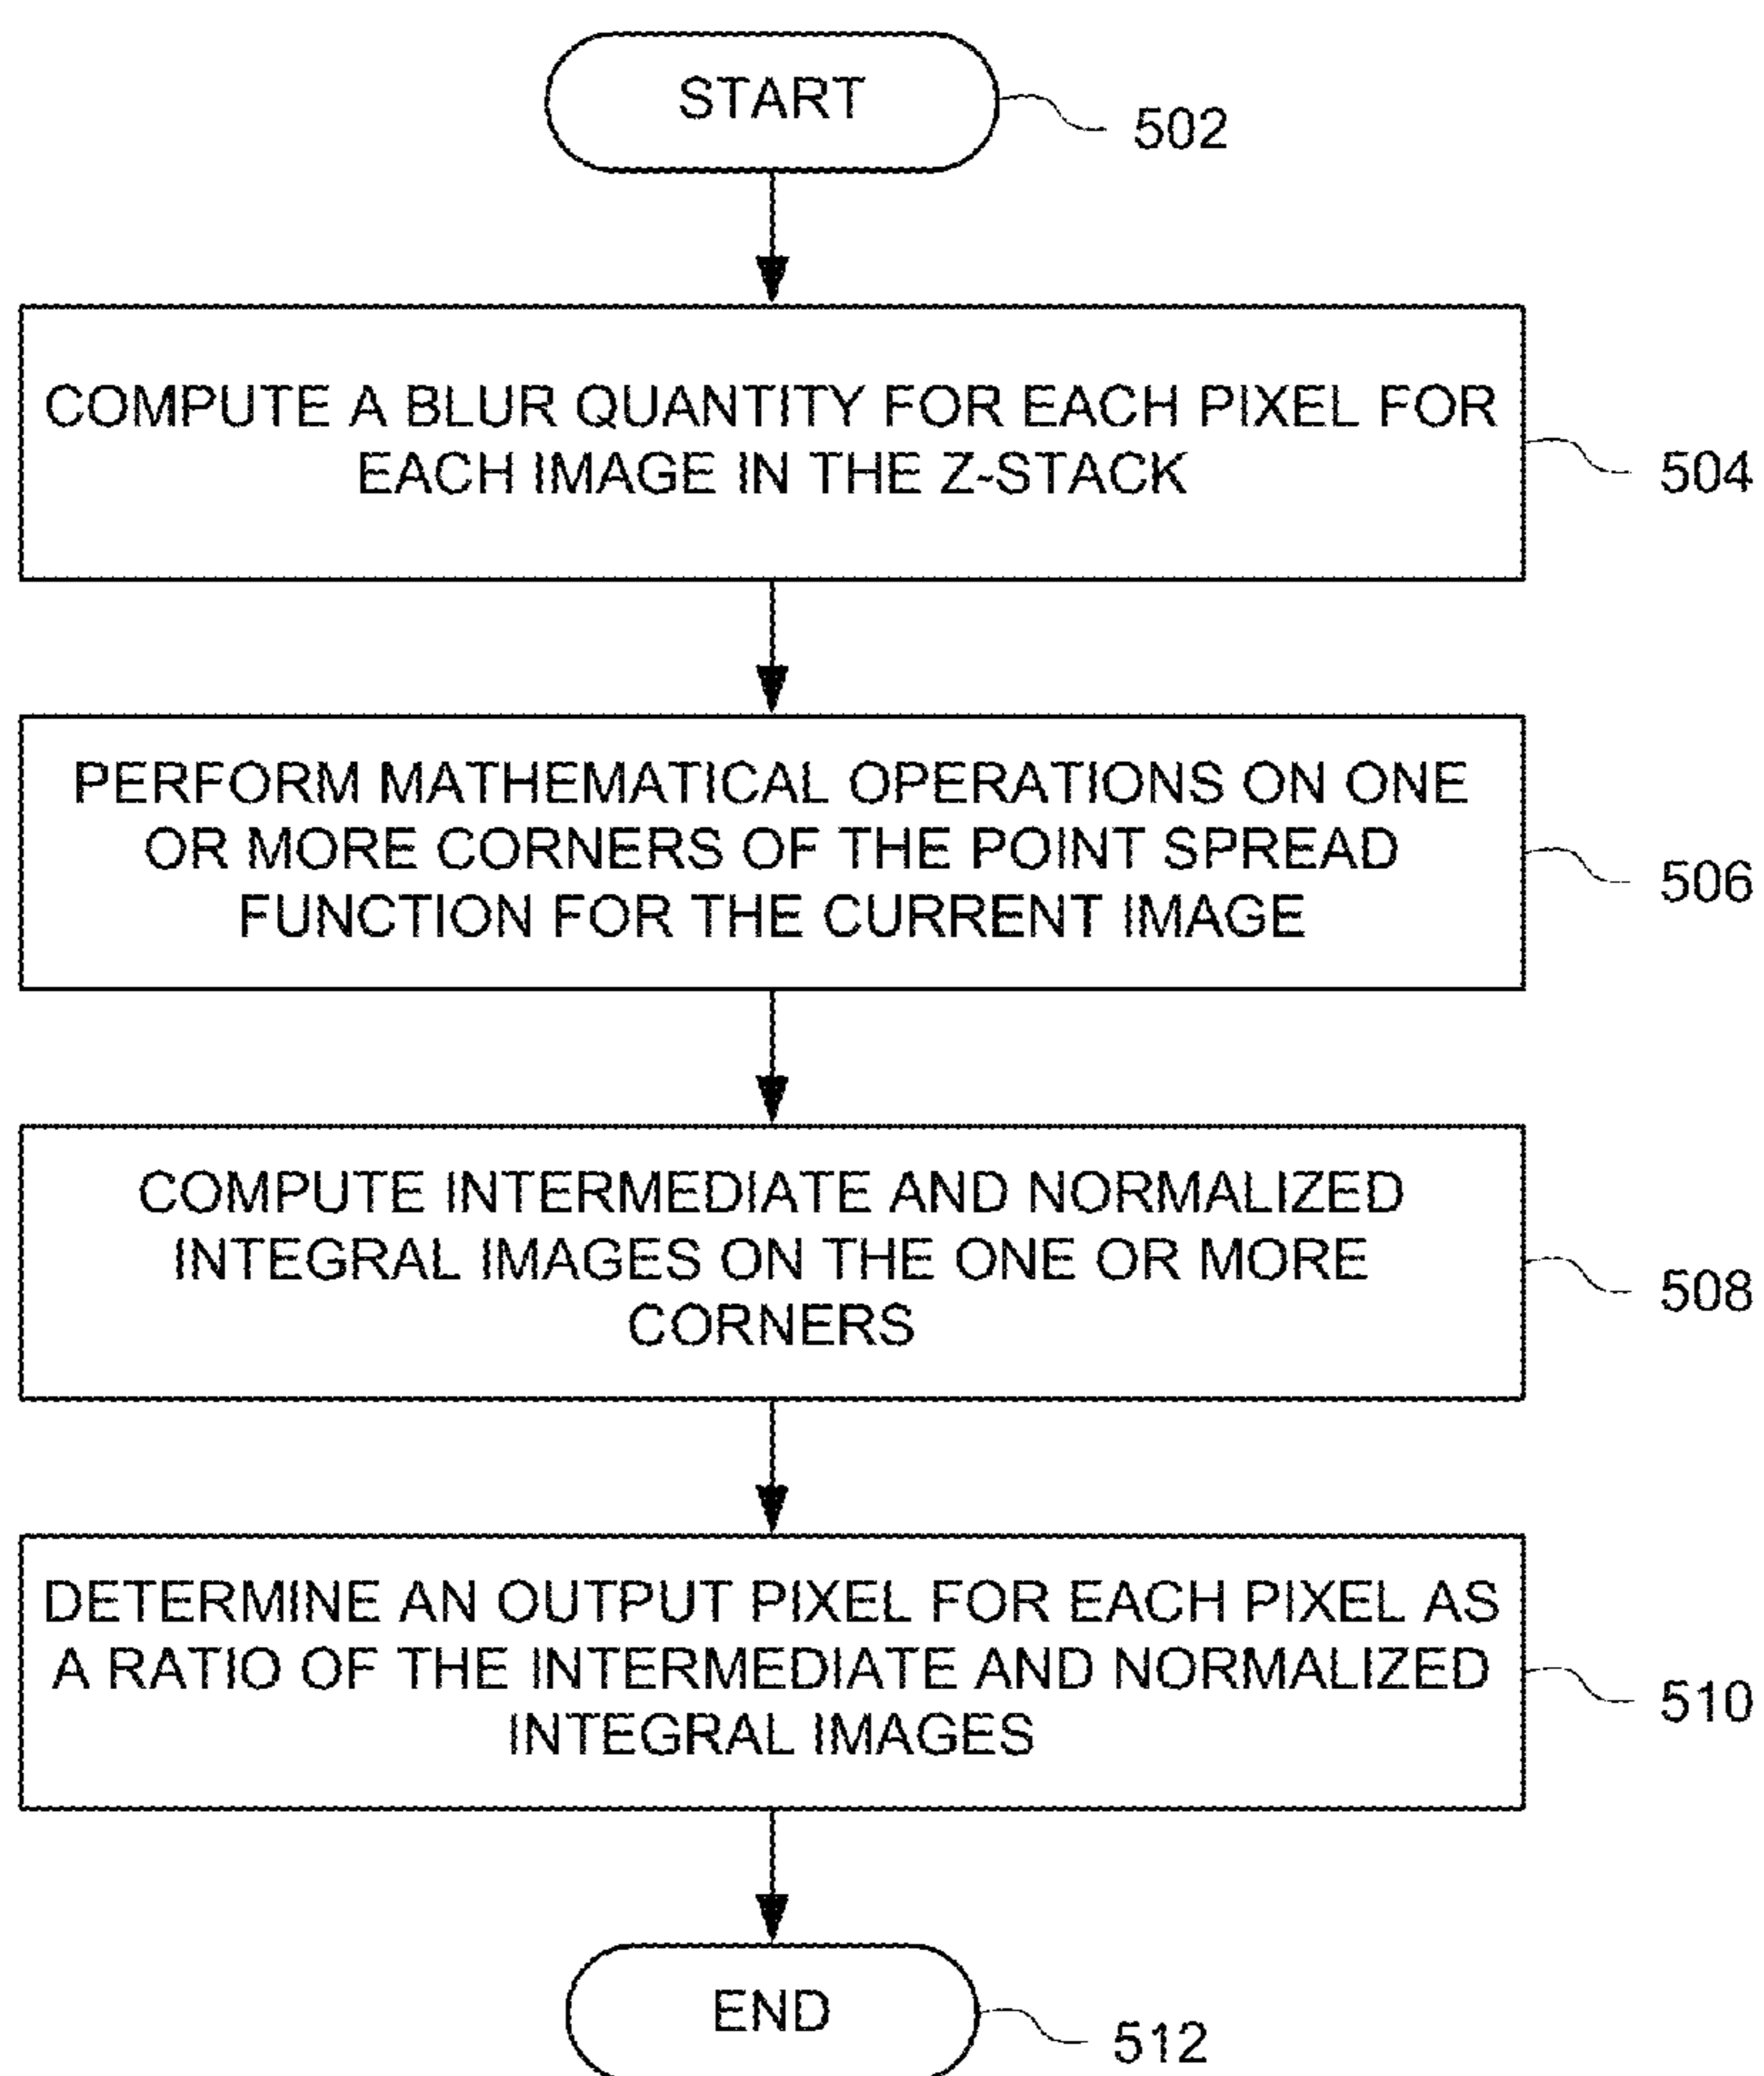 START
502
COMPUTE A BLUR QUANTITY FOR EACH PIXEL FOR
EACH IMAGE IN THE Z-STACK
504
PERFORM MATHEMATICAL OPERATIONS ON ONE
OR MORE CORNERS OF THE POINT SPREAD
FUNCTION FOR THE CURRENT IMAGE
506
COMPUTE INTERMEDIATE AND NORMALIZED
INTEGRAL IMAGES ON THE ONE OR MORE
CORNERS
508
DETERMINE AN OUTPUT PIXEL FOR EACH PIXEL AS
A RATIO OF THE INTERMEDIATE AND NORMALIZED
INTEGRAL IMAGES
510
END
512